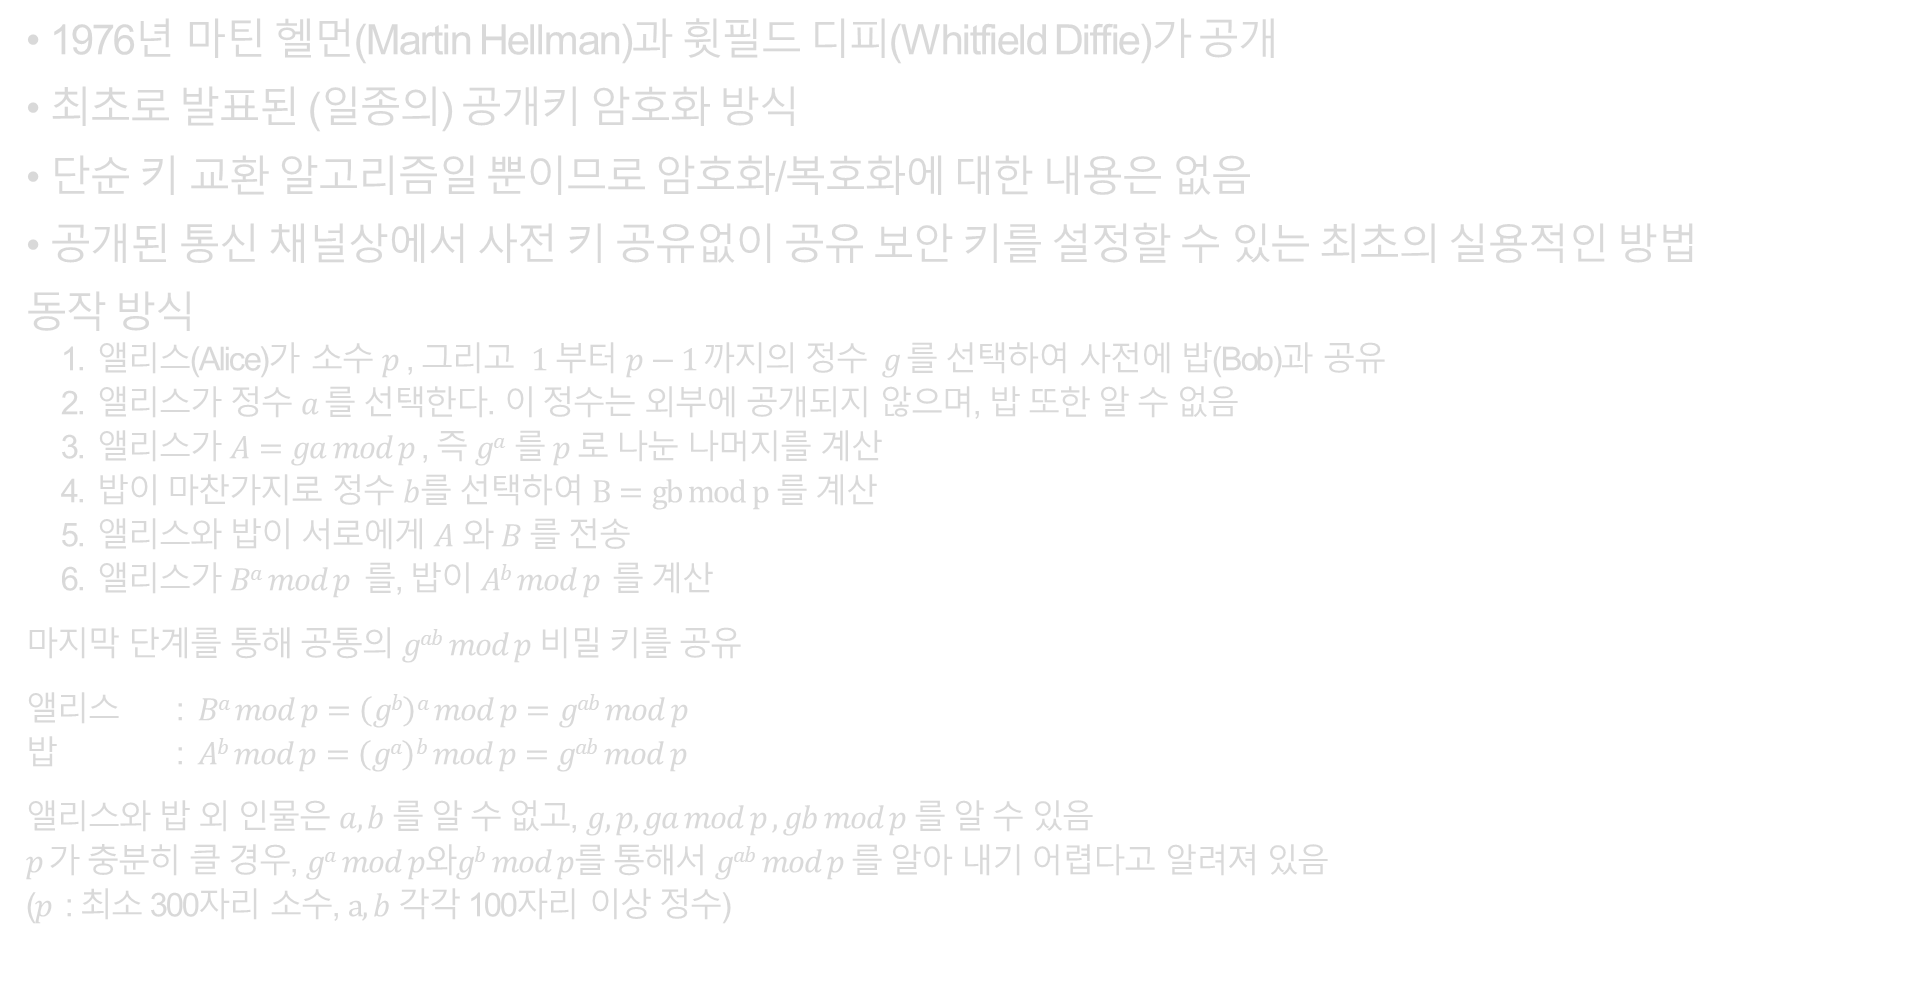 • 1976년 마틴 헬먼(Martin Hellman)과 휫필드 디피(Whitfield Diffie)가 공개
• 최초로 발표된 (일종의) 공개키 암호화 방식
• 단순 키 교환 알고리즘일 뿐이므로 암호화/복호화에 대한 내용은 없음
• 공개된 통신 채널상에서 사전 키 공유없이 공유 보안 키를 설정할 수 있는 최초의 실용적인 방법
동작 방식
1. 앨리스(Alice)가 소수 p , 그리고 1 부터 p − 1 까지의 정수 g 를 선택하여 사전에 밥(Bob)과 공유
2. 앨리스가 정수 a 를 선택한다. 이 정수는 외부에 공개되지 않으며, 밥 또한 알 수 없음
3. 앨리스가 A = ga mod p , 즉 gᵃ 를 p 로 나눈 나머지를 계산
4. 밥이 마찬가지로 정수 b를 선택하여 B = gb mod p 를 계산
5. 앨리스와 밥이 서로에게 A 와 B 를 전송
6. 앨리스가 Bᵃ mod p 를, 밥이 Aᵇ mod p 를 계산
마지막 단계를 통해 공통의 gᵃᵇ mod p 비밀 키를 공유
앨리스 : Bᵃ mod p = (gᵇ)ᵃ mod p = gᵃᵇ mod p
밥 : Aᵇ mod p = (gᵃ)ᵇ mod p = gᵃᵇ mod p
앨리스와 밥 외 인물은 a, b 를 알 수 없고, g, p, ga mod p , gb mod p 를 알 수 있음
p 가 충분히 클 경우, gᵃ mod p와gᵇ mod p를 통해서 gᵃᵇ mod p 를 알아 내기 어렵다고 알려져 있음
(p : 최소 300자리 소수, a, b 각각 100자리 이상 정수)